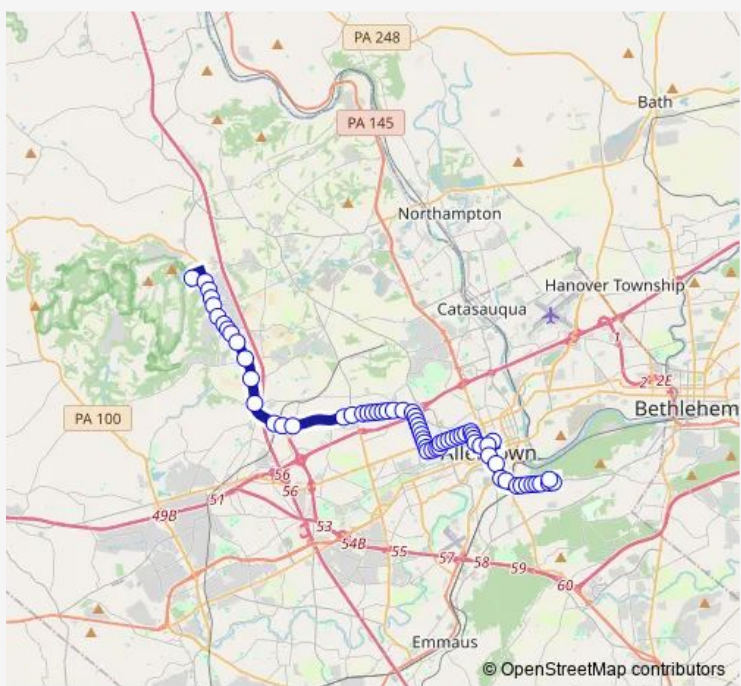 PA 248
Bath
PA 145
Northampton
Hanover Township
Catasauqua
1
2
2E
Bethlehem
PA 100
Allentown
56
51
56
49B
53
54B
55
57
58
59
60
Emmaus
© OpenStreetMap contributors